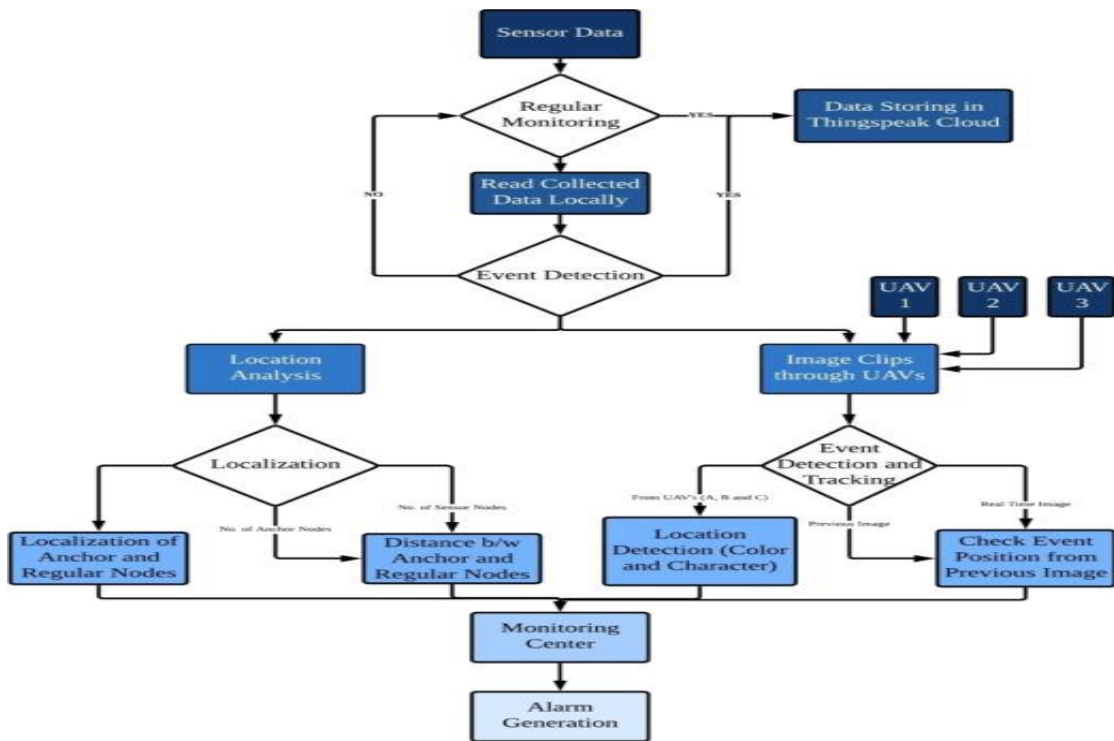 Sensor Data
Regular
Monitoring
YES
Data Storing in
Thingspeak Cloud
Read Collected
Data Locally
NO
YES
Event Detection
UAV
1
UAV
2
UAV
3
Location
Analysis
Image Clips
through UAVs
Localization
Event
Detection and
Tracking
No. of Anchor Nodes
No. of Sensor Nodes
From UAV's (A, B and C)
Previous Image
Real Time Image
Localization of
Anchor and
Regular Nodes
Distance b/w
Anchor and
Regular Nodes
Location
Detection (Color
and Character)
Check Event
Position from
Previous Image
Monitoring
Center
Alarm
Generation